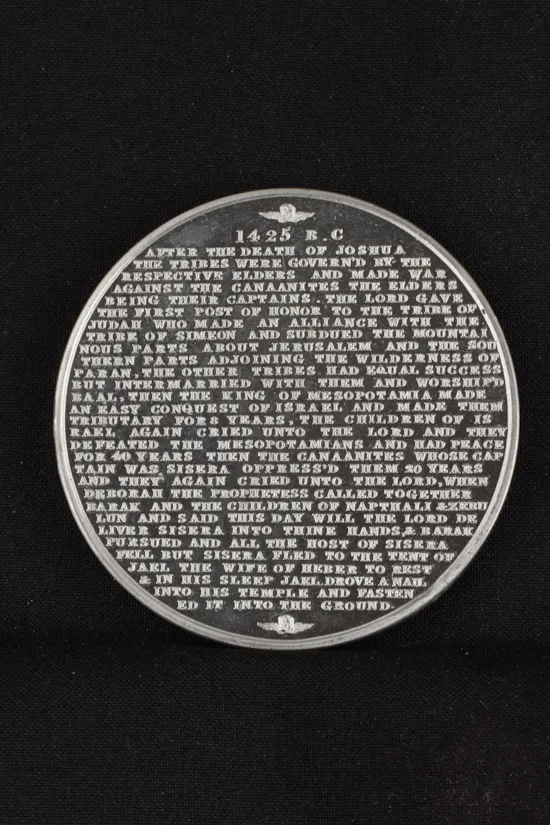 1425 B.C
AFTER THE DEATH OF JOSHUA
THE TRIBES WERE GOVERN'D BY THE
RESPECTIVE ELDERS AND MADE WAR
AGAINST THE CANAANITES THE ELDERS
BEING THEIR CAPTAINS. THE LORD GAVE
THE FIRST POST OF HONOR TO THE TRIBE OF
JUDAH WHO MADE AN ALLIANCE WITH THE
TRIBE OF SIMEON AND SUBDUED THE MOUNTAI
NOUS PARTS ABOUT JERUSALEM AND THE SOU
THERN PARTS ADJOINING THE WILDERNESS OF
PARAN, THE OTHER TRIBES HAD EQUAL SUCCESS
BUT INTERMARRIED WITH THEM AND WORSHIP'D
BAAL, THEN THE KING OF MESOPOTAMIA MADE
AN EASY CONQUEST OF ISRAEL AND MADE THEM
TRIBUTARY FOR 8 YEARS, THE CHILDREN OF IS
RAEL AGAIN CRIED UNTO THE LORD AND THEY
DEFEATED THE MESOPOTAMIANS AND HAD PEACE
FOR 40 YEARS THEN THE CANAANITES WHOSE CAP
TAIN WAS SISERA OPPRESS'D THEM 20 YEARS
AND THEY AGAIN CRIED UNTO THE LORD, WHEN
DEBORAH THE PROPHETESS CALLED TOGETHER
BARAK AND THE CHILDREN OF NAPTHALI & ZEBU
LUN AND SAID THIS DAY WILL THE LORD DE
LIVER SISERA INTO THINE HANDS, & BARAK
PURSUED AND ALL THE HOST OF SISERA
FELL BUT SISERA FLED TO THE TENT OF
JAEL THE WIFE OF HEBER TO REST
& IN HIS SLEEP JAEL DROVE A NAIL
INTO HIS TEMPLE AND FASTEN
ED IT INTO THE GROUND.